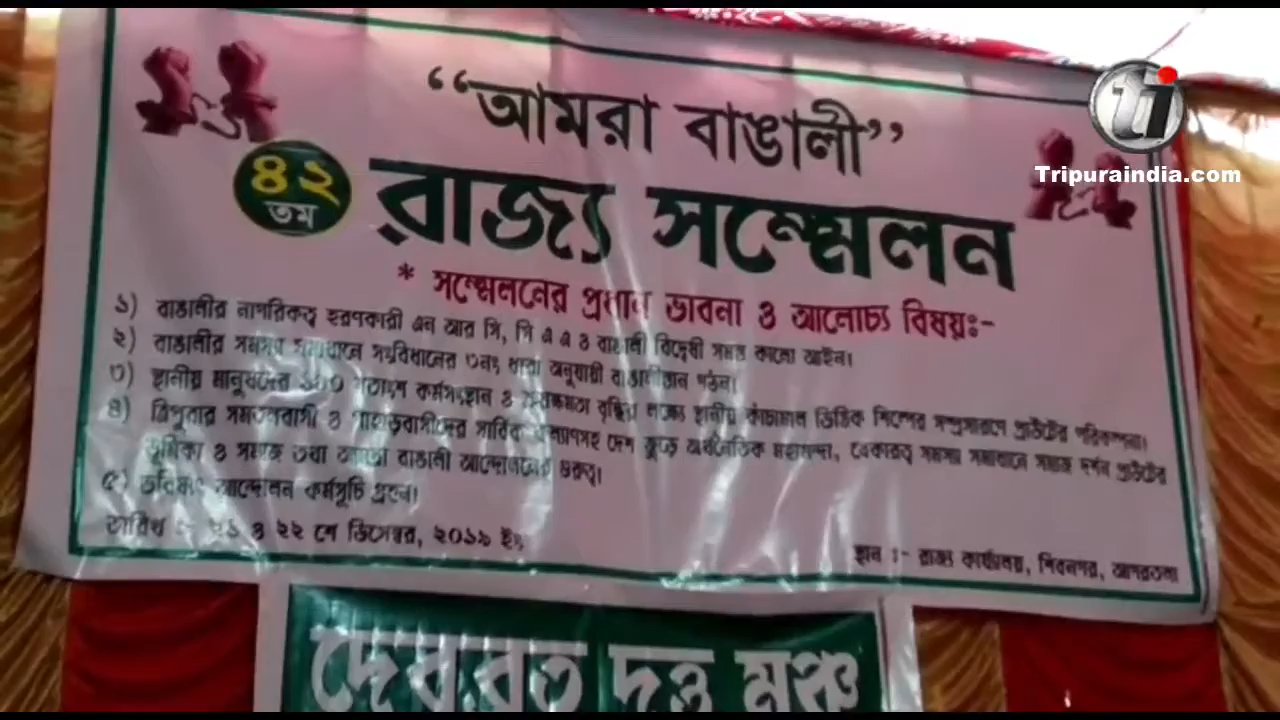 “আমরা বাঙালী”
৪২
তম
রাজ্য সম্মেলন
Tripuraindia.com
* সম্মেলনের প্রধান ভাবনা ও আলোচ্য বিষয়ঃ-
১) বাঙালীর নাগরিকত্ব হরণকারী এন আর সি, সি এ এ ও বাঙালী বিদ্বেষী সমস্ত কালো আইন।
২) বাঙালীর সমস্যা সমাধানে সংবিধানের ৩নং ধারা অনুযায়ী বাঙালীস্তান গঠন।
৩) স্থানীয় মানুষদের ১০০ শতাংশ কর্মসংস্থান ও ক্রয়ক্ষমতা বৃদ্ধির লক্ষ্যে স্থানীয় কাঁচামাল ভিত্তিক শিল্পের সম্প্রসারণে প্রাউটের পরিকল্পনা।
৪) ত্রিপুরার সমতলবাসী ও পাহাড়বাসীদের সার্বিক কল্যাণসহ দেশ জুড়ে অর্থনৈতিক মহামন্দা, বেকারত্ব সমস্যা সমাধানে সমাজ দর্শন প্রাউটের
ভূমিকা ও সমাজ তথা আমরা বাঙালী আন্দোলনের গুরুত্ব।
৫) ভবিষ্যৎ আন্দোলন কর্মসূচি গ্রহণ।
তারিখ :- ২১ ও ২২ শে ডিসেম্বর, ২০১৯ ইং
স্থান :- রাজ্য কার্যালয়, শিবনগর, আগরতলা
দেবব্রত দত্ত মঞ্চ